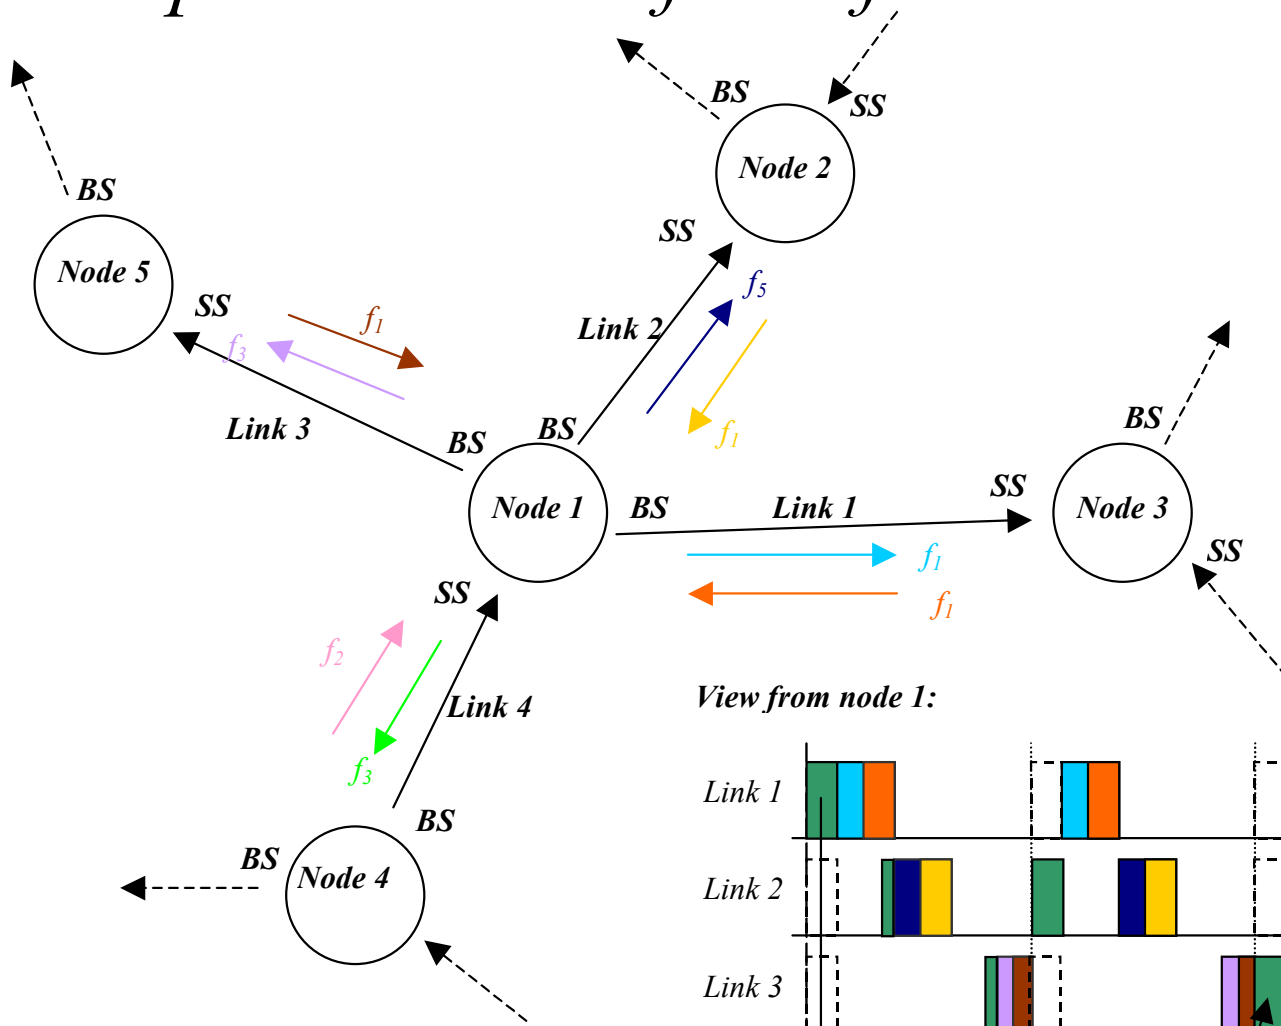 BS
SS
Node 2
BS
SS
Node 5
SS
f5
f1
Link 2
f3
f1
BS
Link 3
BS
BS
SS
Node 1
BS
Link 1
Node 3
f1
SS
SS
f1
f2
View from node 1:
Link 4
f3
Link 1
BS
BS
Node 4
Link 2
Link 3